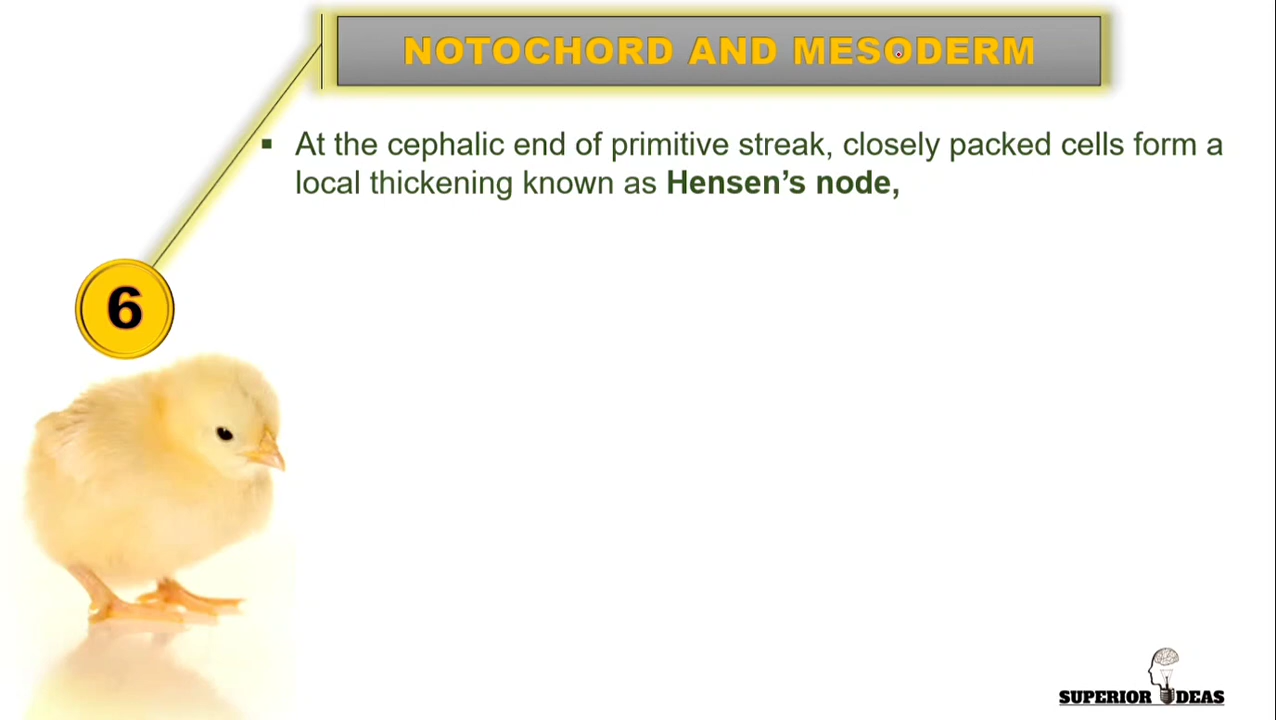 NOTOCHORD AND MESODERM
▪ At the cephalic end of primitive streak, closely packed cells form a
local thickening known as Hensen’s node,
6
SUPERIOR IDEAS